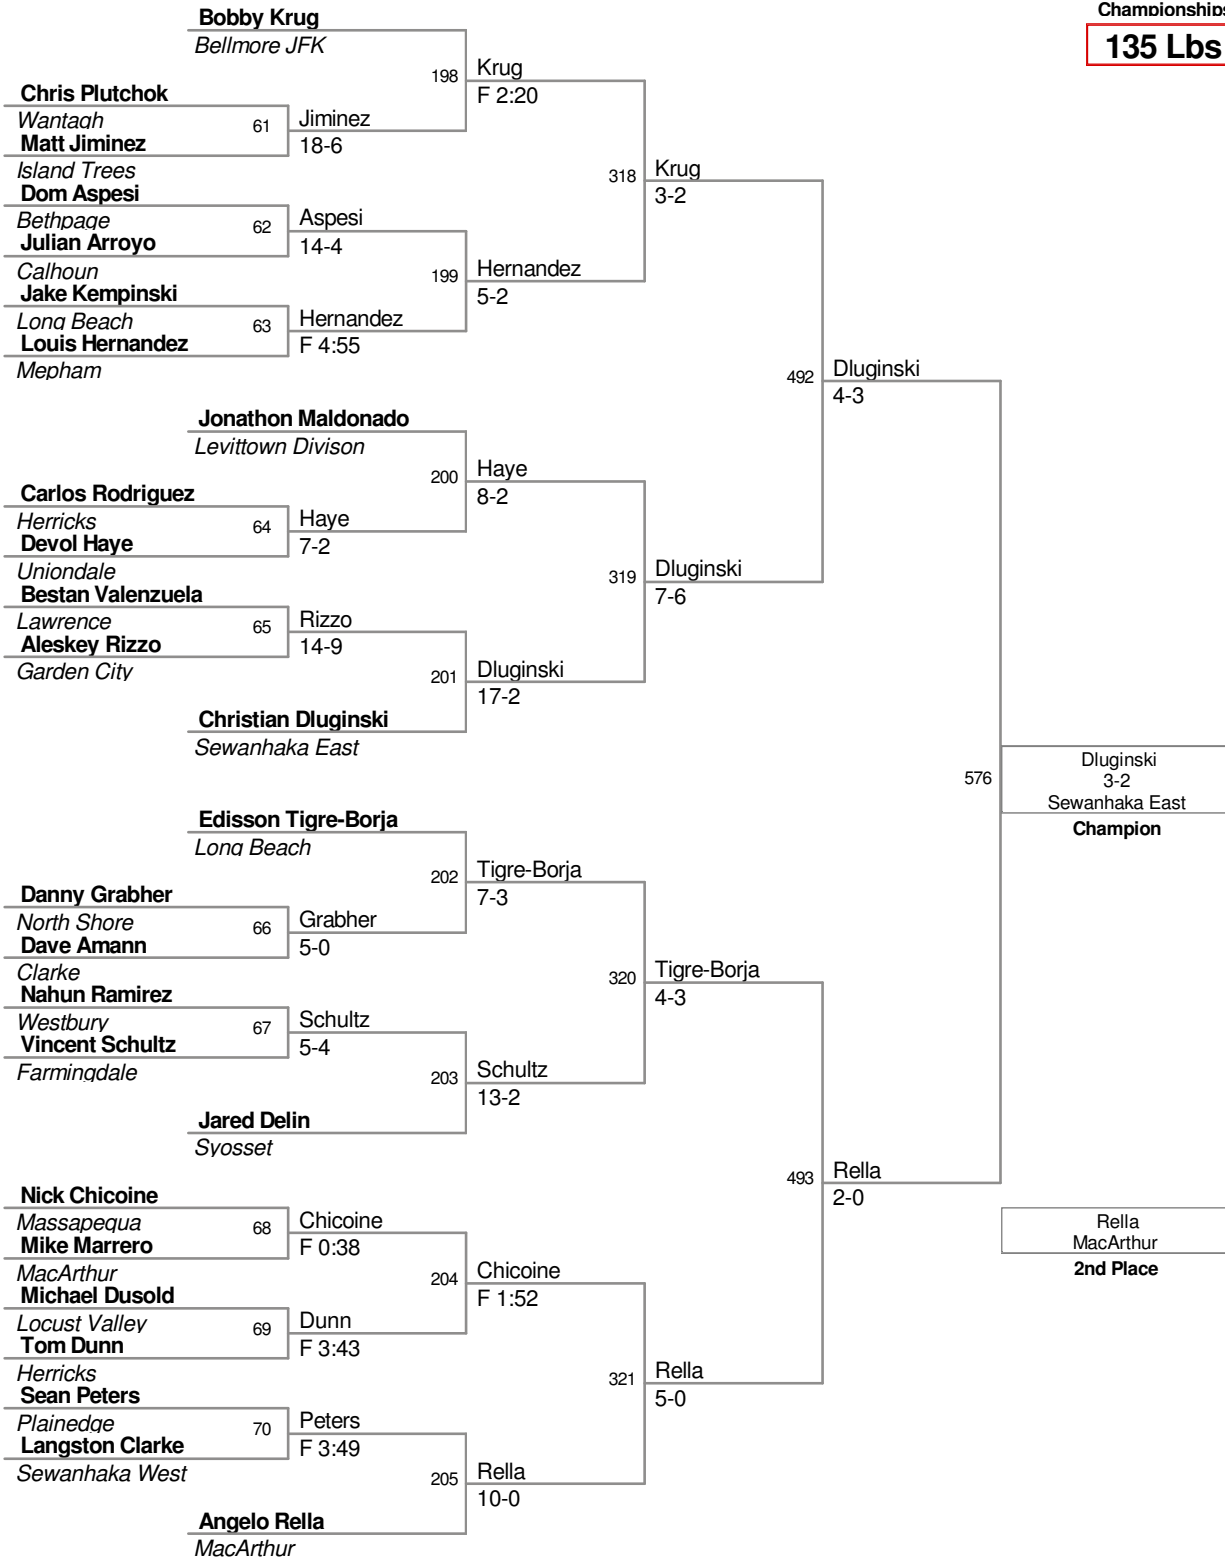 Championships
135 Lbs
Bobby Krug
Bellmore JFK
198
Krug
F 2:20
Chris Plutchok
Wantagh
61
Jiminez
18-6
Matt Jiminez
Island Trees
318
Krug
3-2
Dom Aspesi
Bethpage
62
Aspesi
14-4
Julian Arroyo
Calhoun
199
Hernandez
5-2
Jake Kempinski
Long Beach
63
Hernandez
F 4:55
Louis Hernandez
Mepham
492
Dluginski
4-3
Jonathon Maldonado
Levittown Divison
200
Haye
8-2
Carlos Rodriguez
Herricks
64
Haye
7-2
Devol Haye
Uniondale
319
Dluginski
7-6
Bestan Valenzuela
Lawrence
65
Rizzo
14-9
Aleskey Rizzo
Garden City
201
Dluginski
17-2
Christian Dluginski
Sewanhaka East
576
Dluginski
3-2
Sewanhaka East
Champion
Edisson Tigre-Borja
Long Beach
202
Tigre-Borja
7-3
Danny Grabher
North Shore
66
Grabher
5-0
Dave Amann
Clarke
320
Tigre-Borja
4-3
Nahun Ramirez
Westbury
67
Schultz
5-4
Vincent Schultz
Farmingdale
203
Schultz
13-2
Jared Delin
Syosset
493
Rella
2-0
Nick Chicoine
Massapequa
68
Chicoine
F 0:38
Mike Marrero
MacArthur
Rella
MacArthur
2nd Place
204
Chicoine
F 1:52
Michael Dusold
Locust Valley
69
Dunn
F 3:43
Tom Dunn
Herricks
321
Rella
5-0
Sean Peters
Plainedge
70
Peters
F 3:49
Langston Clarke
Sewanhaka West
205
Rella
10-0
Angelo Rella
MacArthur